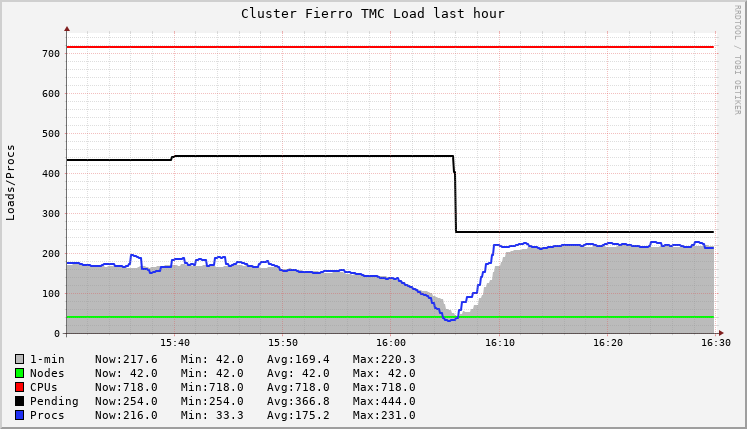 Cluster Fierro TMC Load last hour
RRDTOOL / TOBI OETIKER
Loads/Procs
700
600
500
400
300
200
100
0
15:40 15:50 16:00 16:10 16:20 16:30
1-min Now:217.6 Min: 42.0 Avg:169.4 Max:220.3
Nodes Now: 42.0 Min: 42.0 Avg: 42.0 Max: 42.0
CPUs Now:718.0 Min:718.0 Avg:718.0 Max:718.0
Pending Now:254.0 Min:254.0 Avg:366.8 Max:444.0
Procs Now:216.0 Min: 33.3 Avg:175.2 Max:231.0